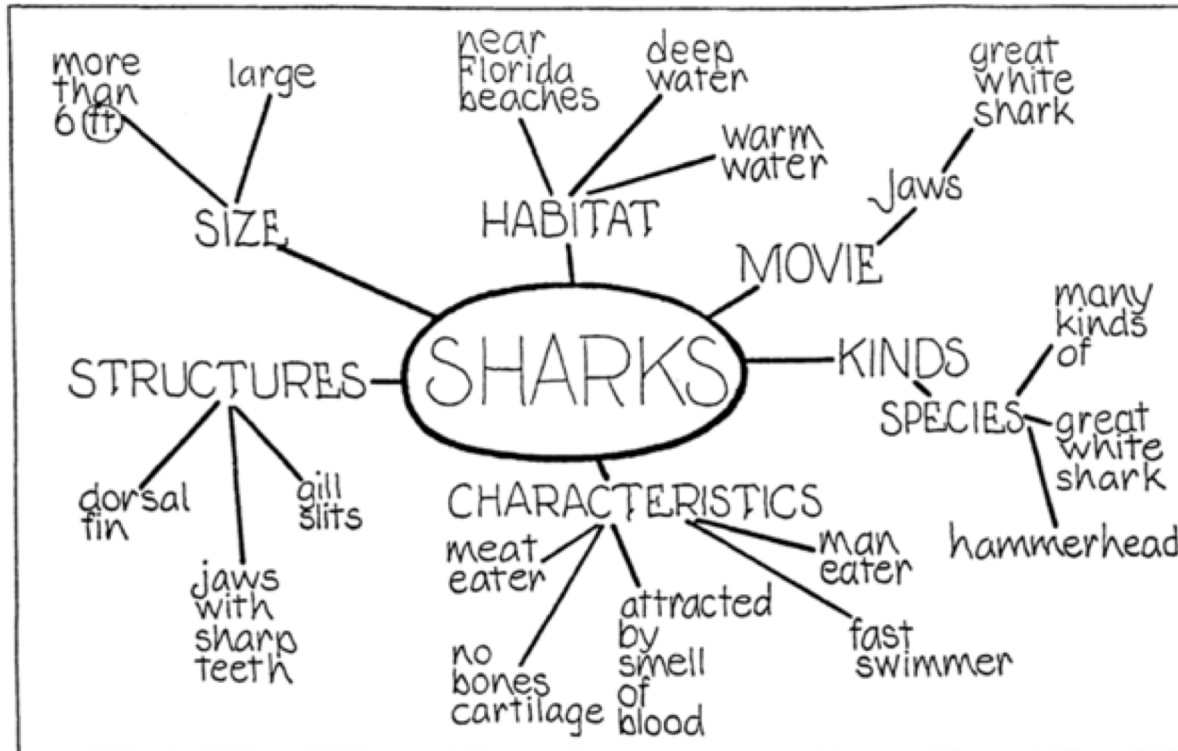 more
than
6 ft.
large
SIZE
near
Florida
beaches
deep
water
warm
water
HABITAT
great
white
shark
Jaws
MOVIE
SHARKS
KINDS
SPECIES
many
kinds
of
great
white
shark
hammerhead
STRUCTURES
dorsal
fin
jaws
with
sharp
teeth
gill
slits
CHARACTERISTICS
meat
eater
no
bones
cartilage
attracted
by
smell
of
blood
fast
swimmer
man
eater